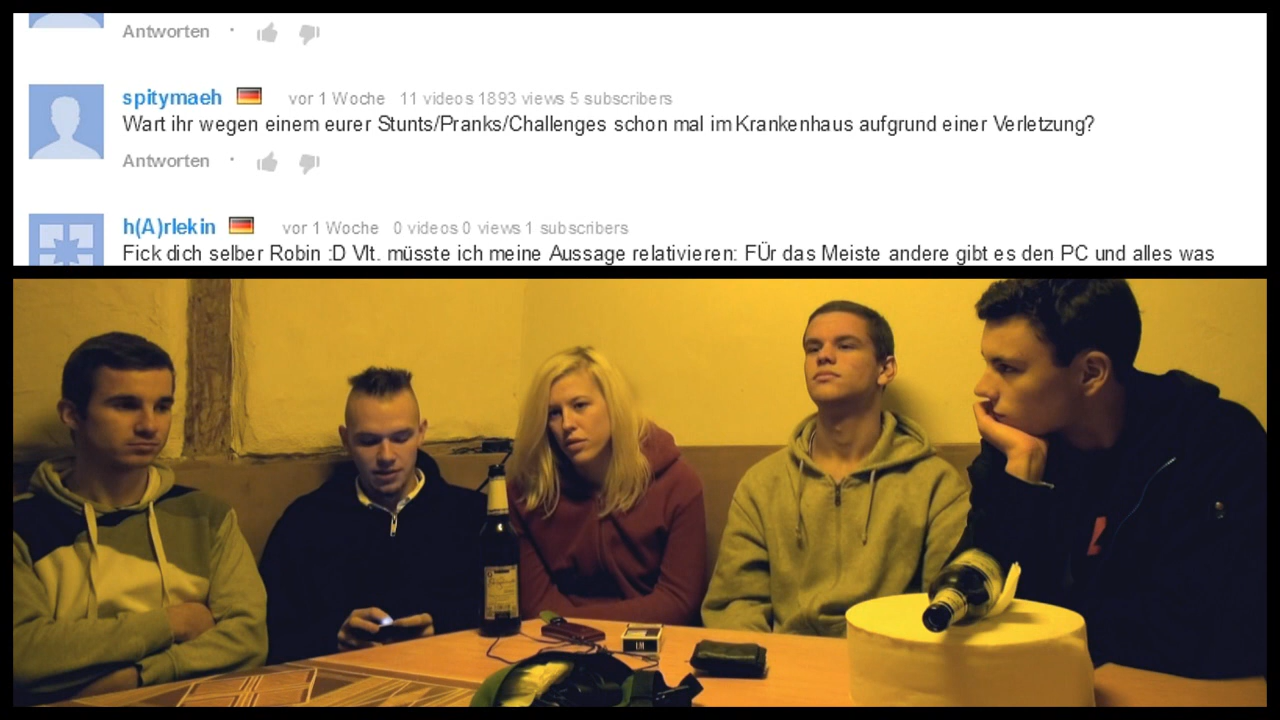 Antworten ·
spitymaeh vor 1 Woche 11 videos 1893 views 5 subscribers
Wart ihr wegen einem eurer Stunts/Pranks/Challenges schon mal im Krankenhaus aufgrund einer Verletzung?
Antworten ·
h(A)rlekin vor 1 Woche 0 videos 0 views 1 subscribers
Fick dich selber Robin :D Vlt. müsste ich meine Aussage relativieren: FÜr das Meiste andere gibt es den PC und alles was
LM